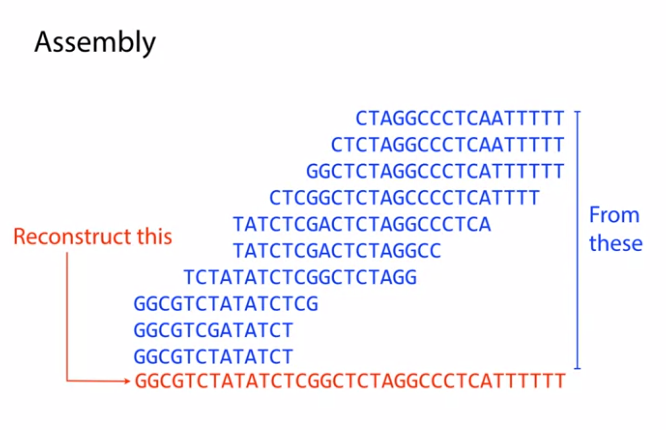 Assembly
CTAGGCCCTCAATTTTT
CTCTAGGCCCTCAATTTTT
GGCTCTAGGCCCTCATTTTTT
CTCGGCTCTAGCCCCTCATTTT
TATCTCGACTCTAGGCCCTCA
TATCTCGACTCTAGGCC
TCTATATCTCGGCTCTAGG
GGCGTCTATATCTCG
GGCGTCGATATCT
GGCGTCTATATCT
GGCGTCTATATCTCGGCTCTAGGCCCTCATTTTTT
Reconstruct this
From
these